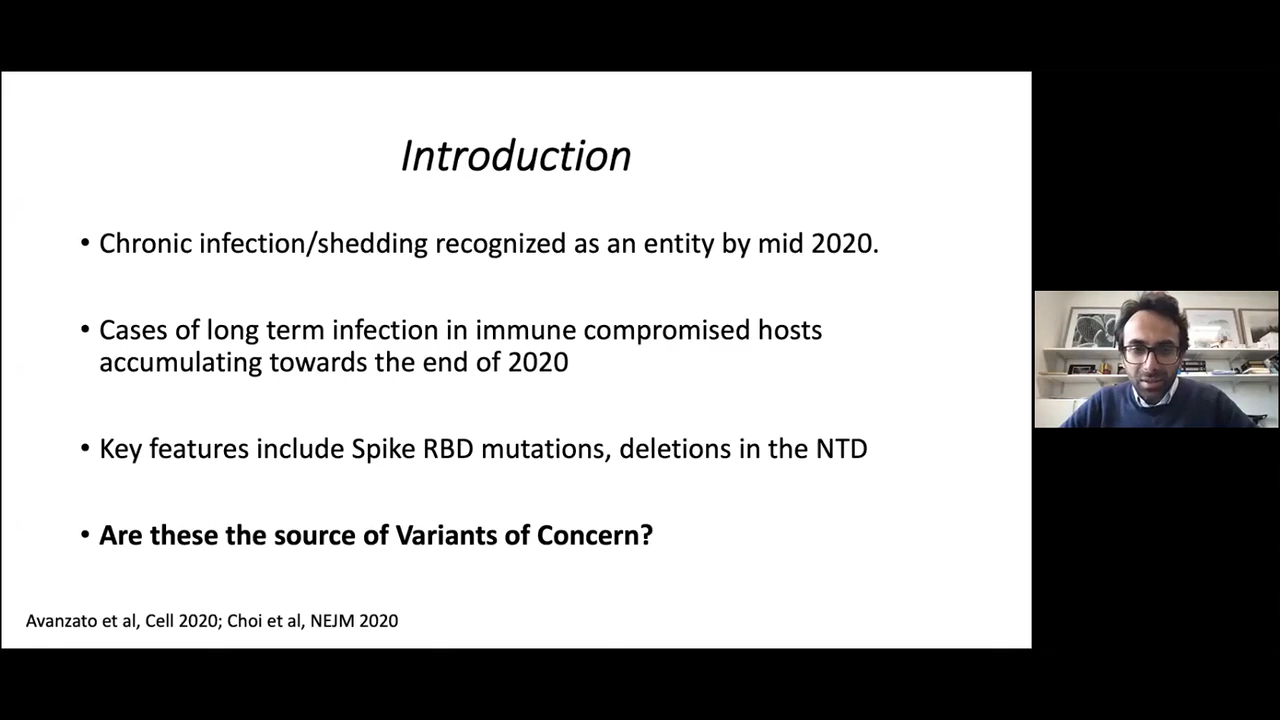 Introduction
• Chronic infection/shedding recognized as an entity by mid 2020.
• Cases of long term infection in immune compromised hosts
accumulating towards the end of 2020
• Key features include Spike RBD mutations, deletions in the NTD
• Are these the source of Variants of Concern?
Avanzato et al, Cell 2020; Choi et al, NEJM 2020